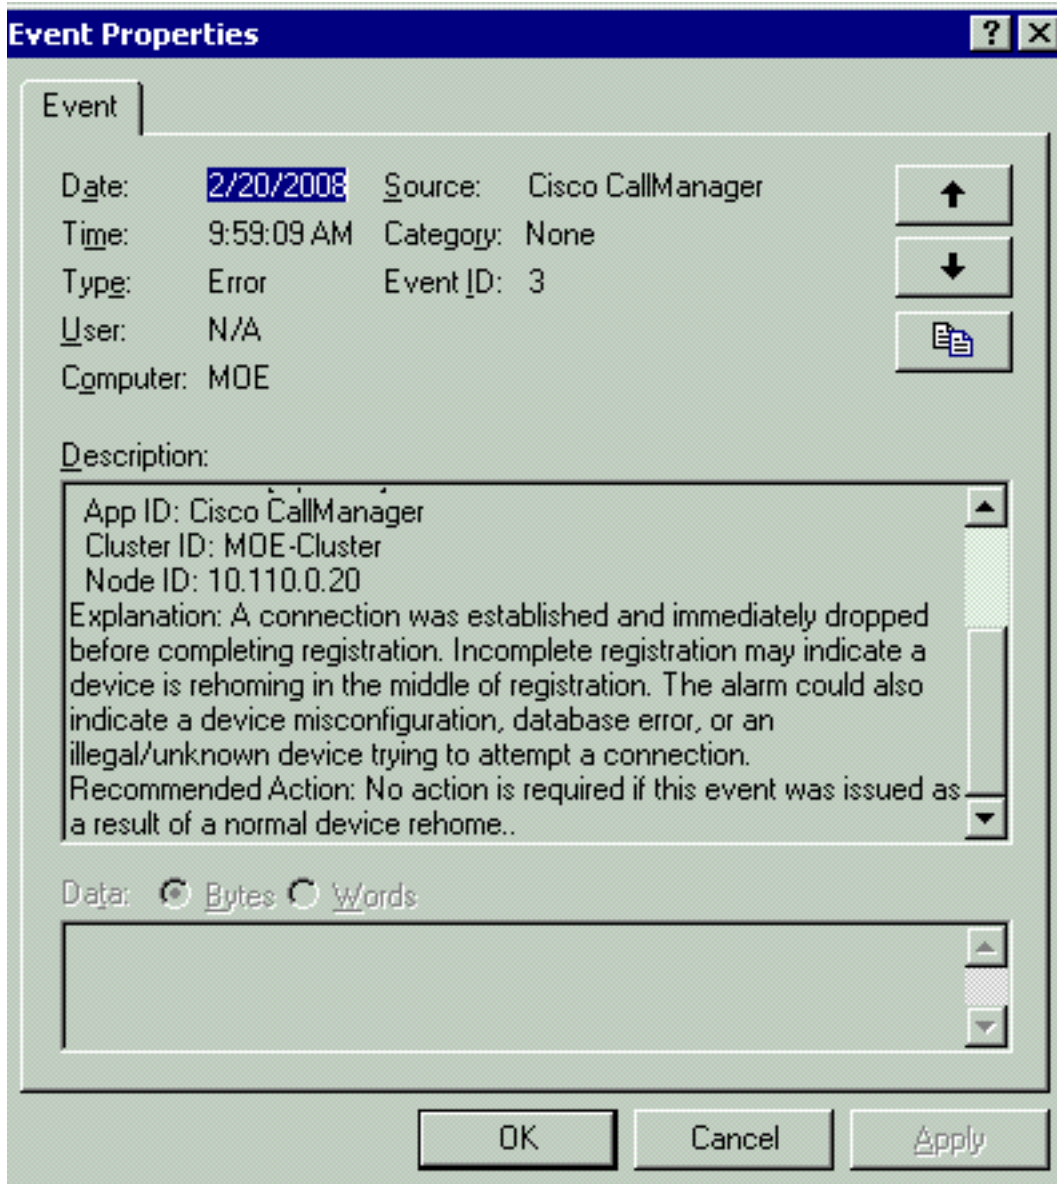 Event Properties
Event
Date: 2/20/2008 Source: Cisco CallManager
Time: 9:59:09 AM Category: None
Type: Error Event ID: 3
User: N/A
Computer: MOE
Description:
App ID: Cisco CallManager
Cluster ID: MOE-Cluster
Node ID: 10.110.0.20
Explanation: A connection was established and immediately dropped
before completing registration. Incomplete registration may indicate a
device is rehoming in the middle of registration. The alarm could also
indicate a device misconfiguration, database error, or an
illegal/unknown device trying to attempt a connection.
Recommended Action: No action is required if this event was issued as
a result of a normal device rehome..
Data: Bytes Words
OK Cancel Apply